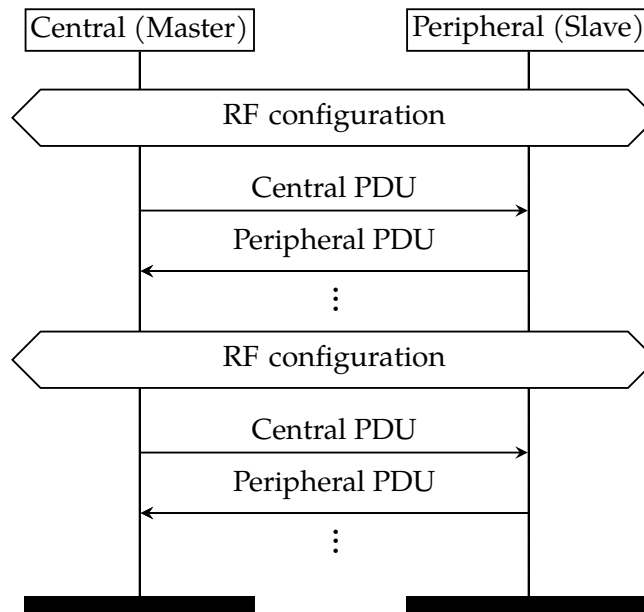 Central (Master)
Peripheral (Slave)
RF configuration
Central PDU
Peripheral PDU
⋮
RF configuration
Central PDU
Peripheral PDU
⋮